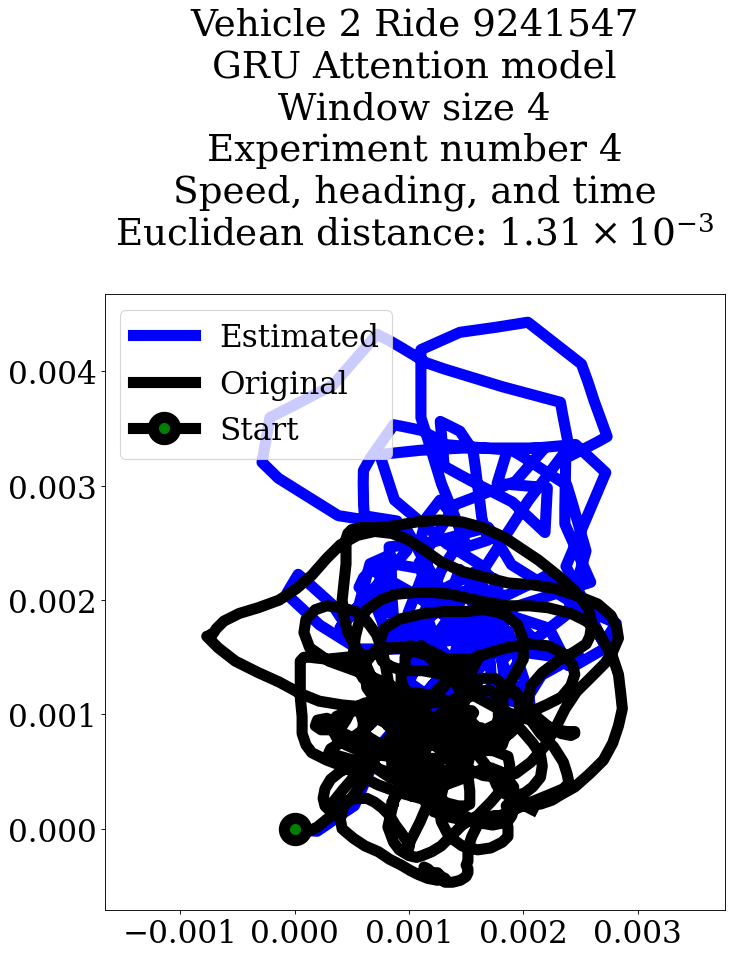 Vehicle 2 Ride 9241547
GRU Attention model
Window size 4
Experiment number 4
Speed, heading, and time
Euclidean distance: 1.31 × 10⁻³
Estimated
Original
Start
0.004
0.003
0.002
0.001
0.000
−0.001 0.000 0.001 0.002 0.003